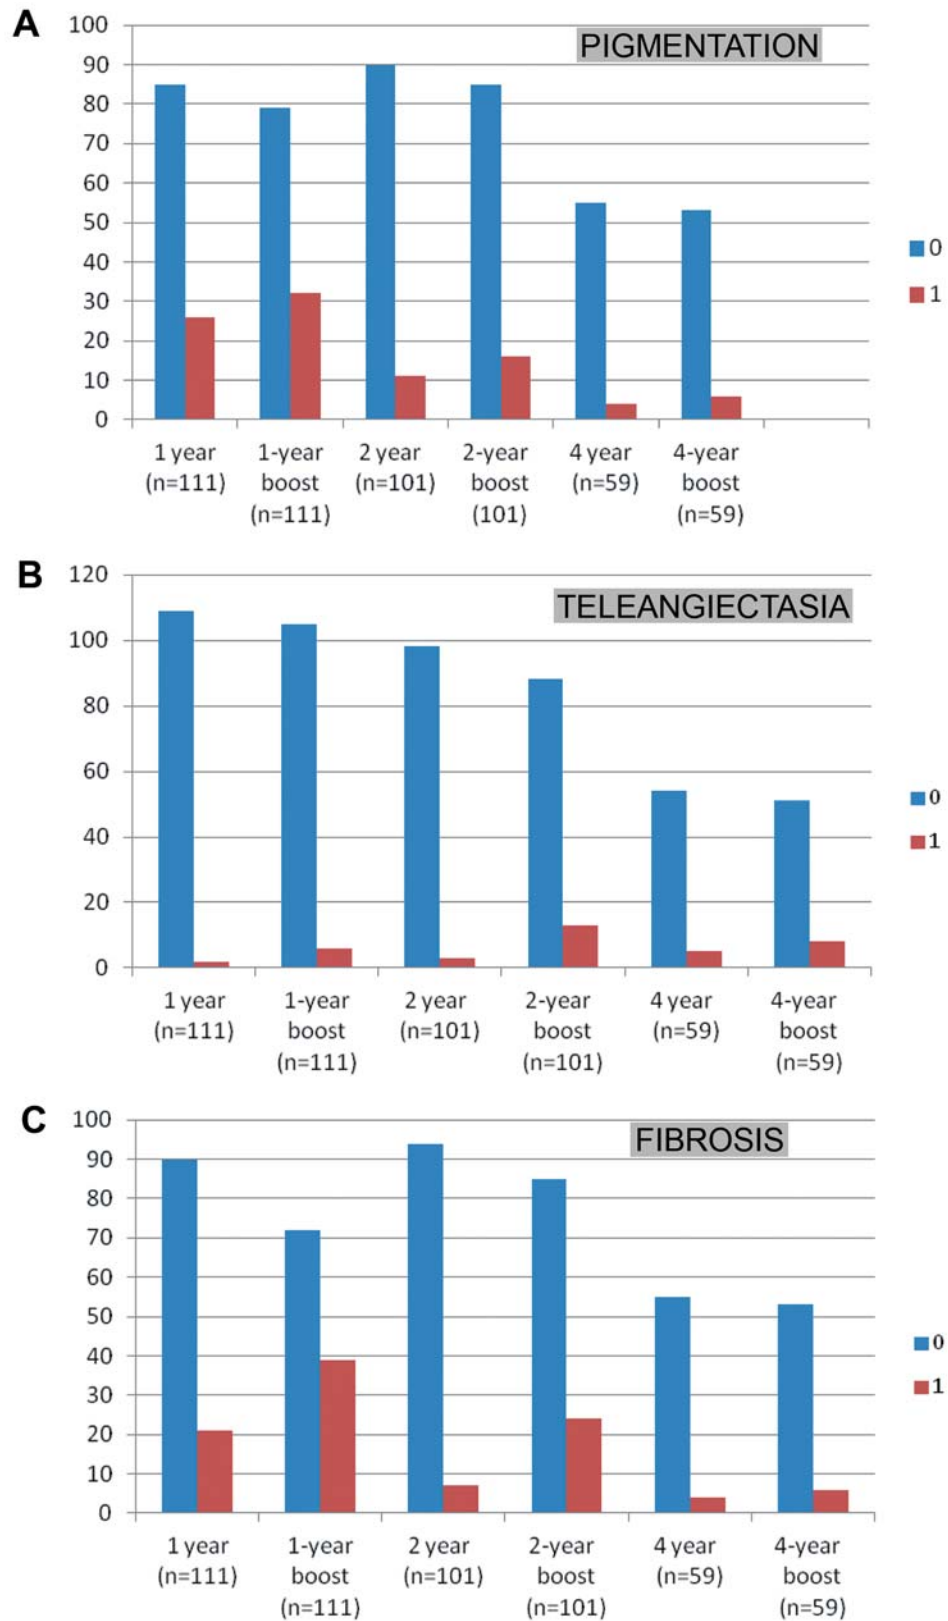 A
PIGMENTATION
100
90
80
70
60
50
40
30
20
10
0
0
1
1 year
(n=111)
1-year
boost
(n=111)
2 year
(n=101)
2-year
boost
(101)
4 year
(n=59)
4-year
boost
(n=59)
B
TELEANGIECTASIA
120
100
80
60
40
20
0
0
1
1 year
(n=111)
1-year
boost
(n=111)
2 year
(n=101)
2-year
boost
(n=101)
4 year
(n=59)
4-year
boost
(n=59)
C
FIBROSIS
100
90
80
70
60
50
40
30
20
10
0
0
1
1 year
(n=111)
1-year
boost
(n=111)
2 year
(n=101)
2-year
boost
(n=101)
4 year
(n=59)
4-year
boost
(n=59)